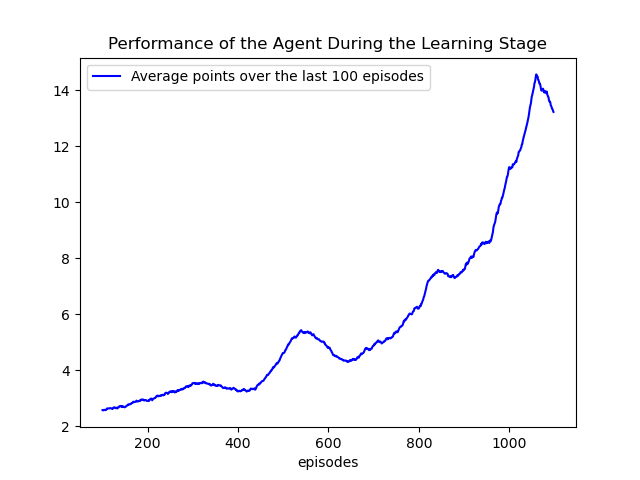 Performance of the Agent During the Learning Stage
Average points over the last 100 episodes
14
12
10
8
6
4
2
200 400 600 800 1000
episodes